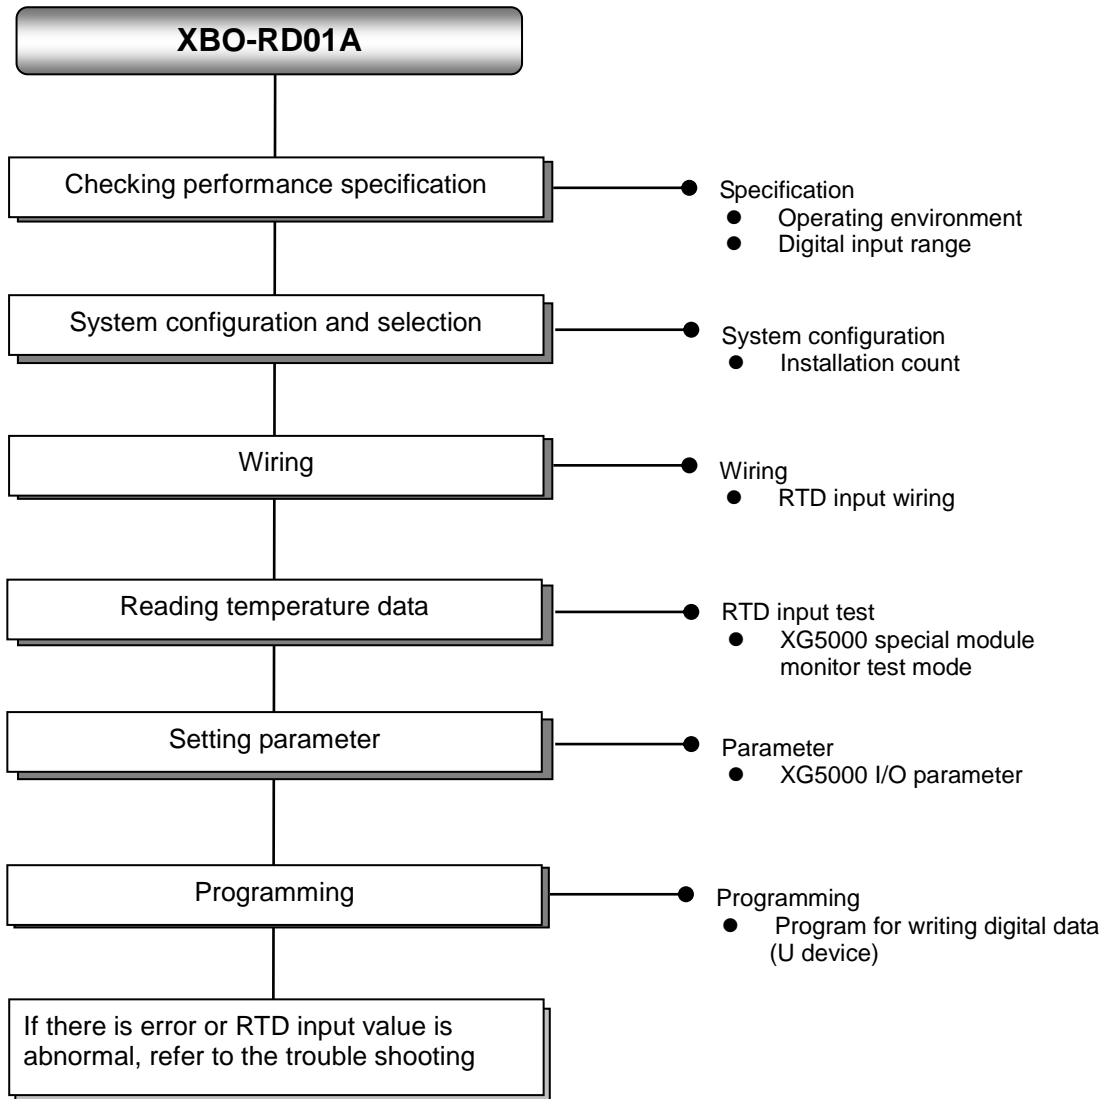 XBO-RD01A
Checking performance specification
Specification
● Operating environment
● Digital input range
System configuration and selection
System configuration
● Installation count
Wiring
Wiring
● RTD input wiring
Reading temperature data
RTD input test
● XG5000 special module
monitor test mode
Setting parameter
Parameter
● XG5000 I/O parameter
Programming
Programming
● Program for writing digital data
(U device)
If there is error or RTD input value is
abnormal, refer to the trouble shooting